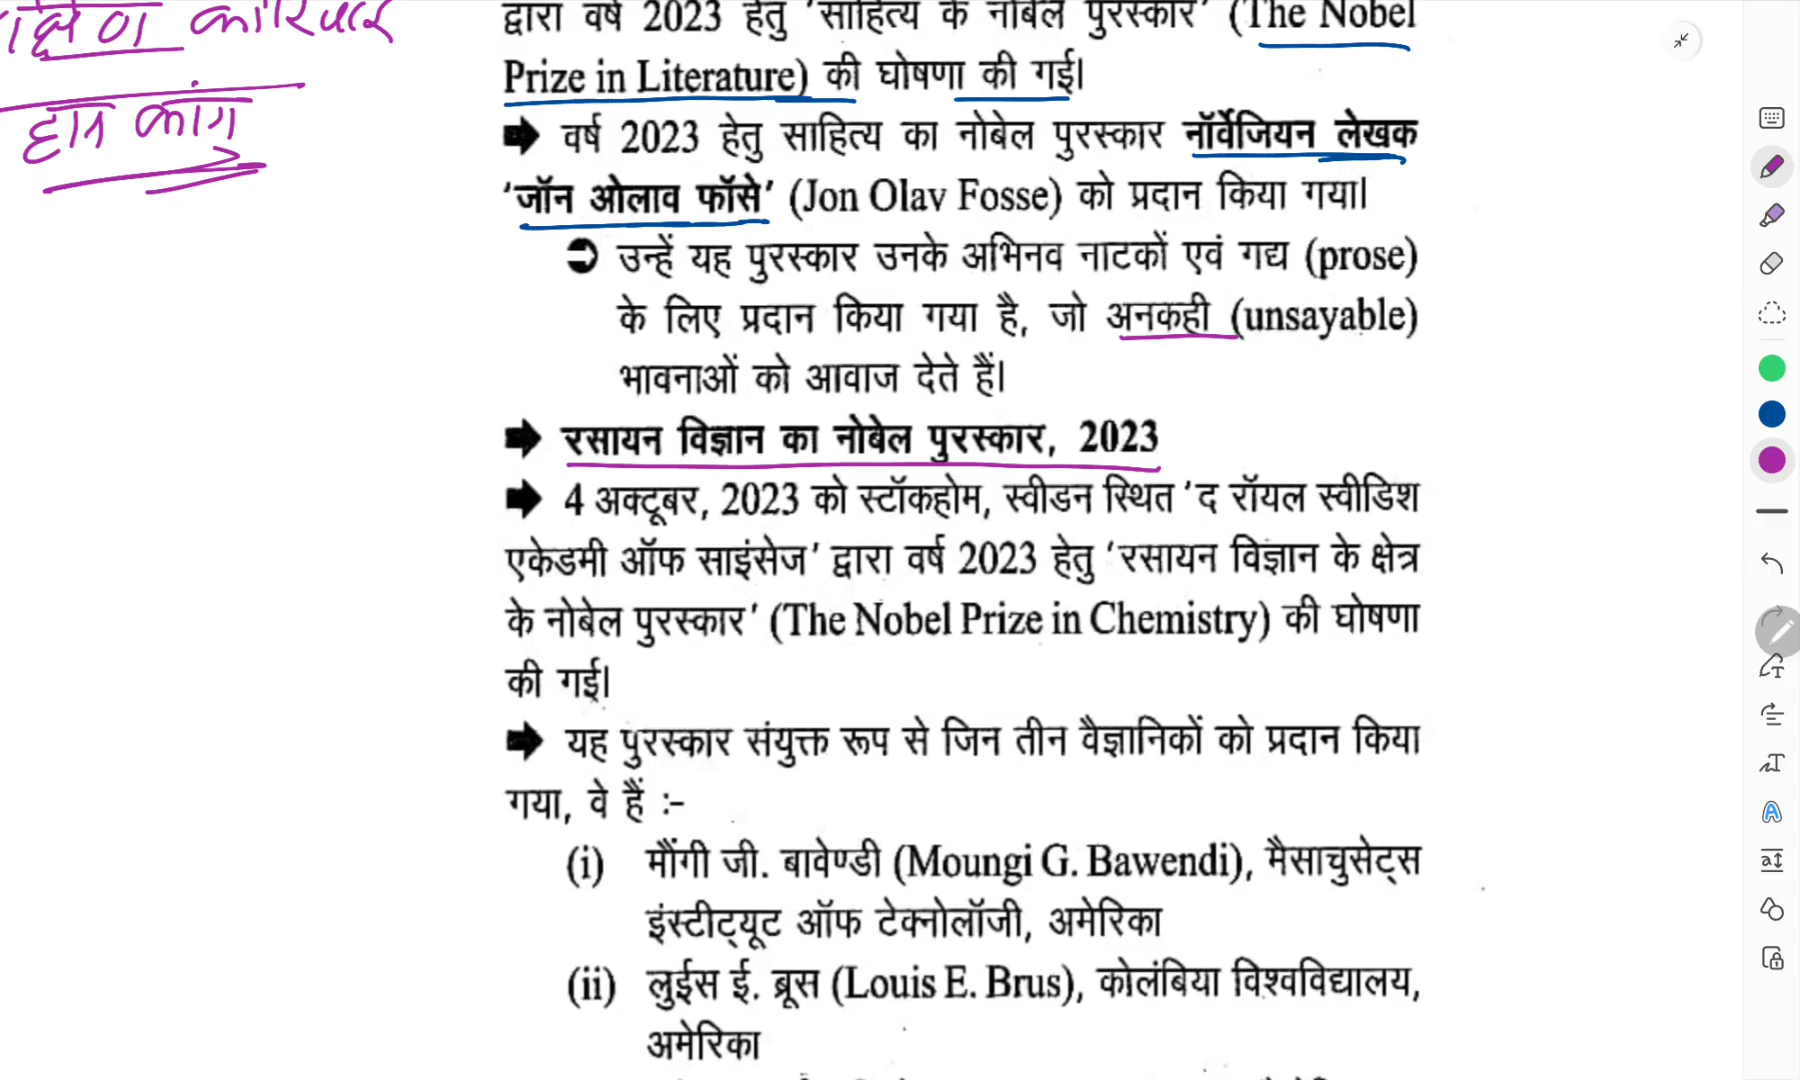 दक्षिण कोरिया
हान कांग
द्वारा वर्ष 2023 हेतु 'साहित्य के नोबेल पुरस्कार' (The Nobel
Prize in Literature) की घोषणा की गई।
➡ वर्ष 2023 हेतु साहित्य का नोबेल पुरस्कार नॉर्वेजियन लेखक
'जॉन ओलाव फॉसे' (Jon Olav Fosse) को प्रदान किया गया।
➲ उन्हें यह पुरस्कार उनके अभिनव नाटकों एवं गद्य (prose)
के लिए प्रदान किया गया है, जो अनकही (unsayable)
भावनाओं को आवाज देते हैं।
➡ रसायन विज्ञान का नोबेल पुरस्कार, 2023
➡ 4 अक्टूबर, 2023 को स्टॉकहोम, स्वीडन स्थित 'द रॉयल स्वीडिश
एकेडमी ऑफ साइंसेज' द्वारा वर्ष 2023 हेतु 'रसायन विज्ञान के क्षेत्र
के नोबेल पुरस्कार' (The Nobel Prize in Chemistry) की घोषणा
की गई।
➡ यह पुरस्कार संयुक्त रूप से जिन तीन वैज्ञानिकों को प्रदान किया
गया, वे हैं :-
(i) मौंगी जी. बावेण्डी (Moungi G. Bawendi), मैसाचुसेट्स
इंस्टीट्यूट ऑफ टेक्नोलॉजी, अमेरिका
(ii) लुईस ई. ब्रूस (Louis E. Brus), कोलंबिया विश्वविद्यालय,
अमेरिका